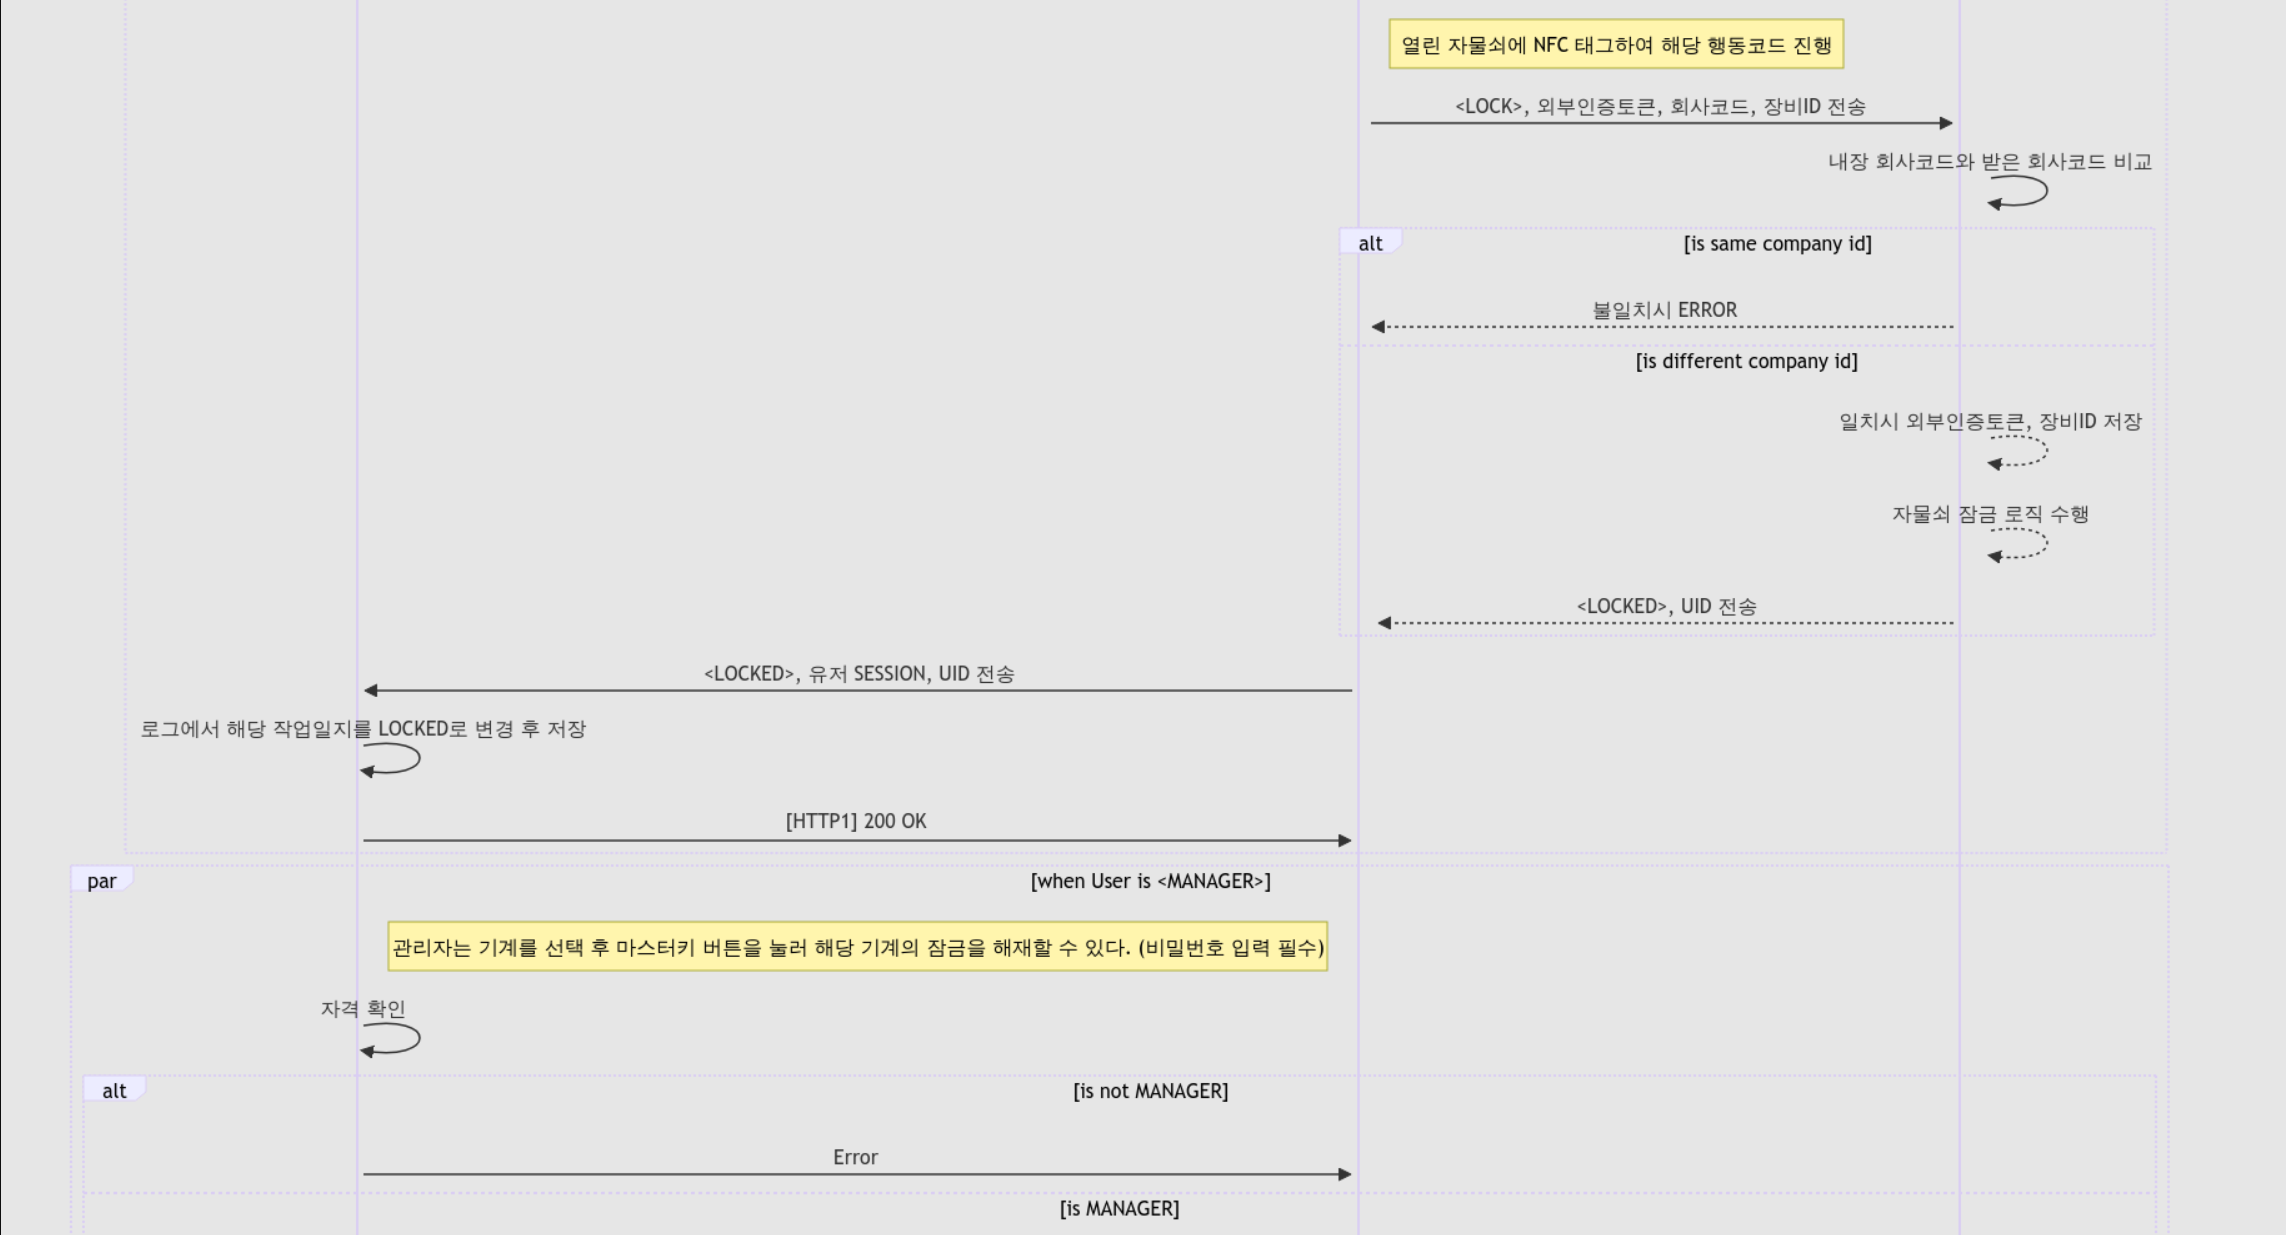 열린 자물쇠에 NFC 태그하여 해당 행동코드 진행
<LOCK>, 외부인증토큰, 회사코드, 장비ID 전송
내장 회사코드와 받은 회사코드 비교
alt
[is same company id]
불일치시 ERROR
[is different company id]
일치시 외부인증토큰, 장비ID 저장
자물쇠 잠금 로직 수행
<LOCKED>, UID 전송
<LOCKED>, 유저 SESSION, UID 전송
로그에서 해당 작업일지를 LOCKED로 변경 후 저장
[HTTP1] 200 OK
par
[when User is <MANAGER>]
관리자는 기계를 선택 후 마스터키 버튼을 눌러 해당 기계의 잠금을 해재할 수 있다. (비밀번호 입력 필수)
자격 확인
alt
[is not MANAGER]
Error
[is MANAGER]